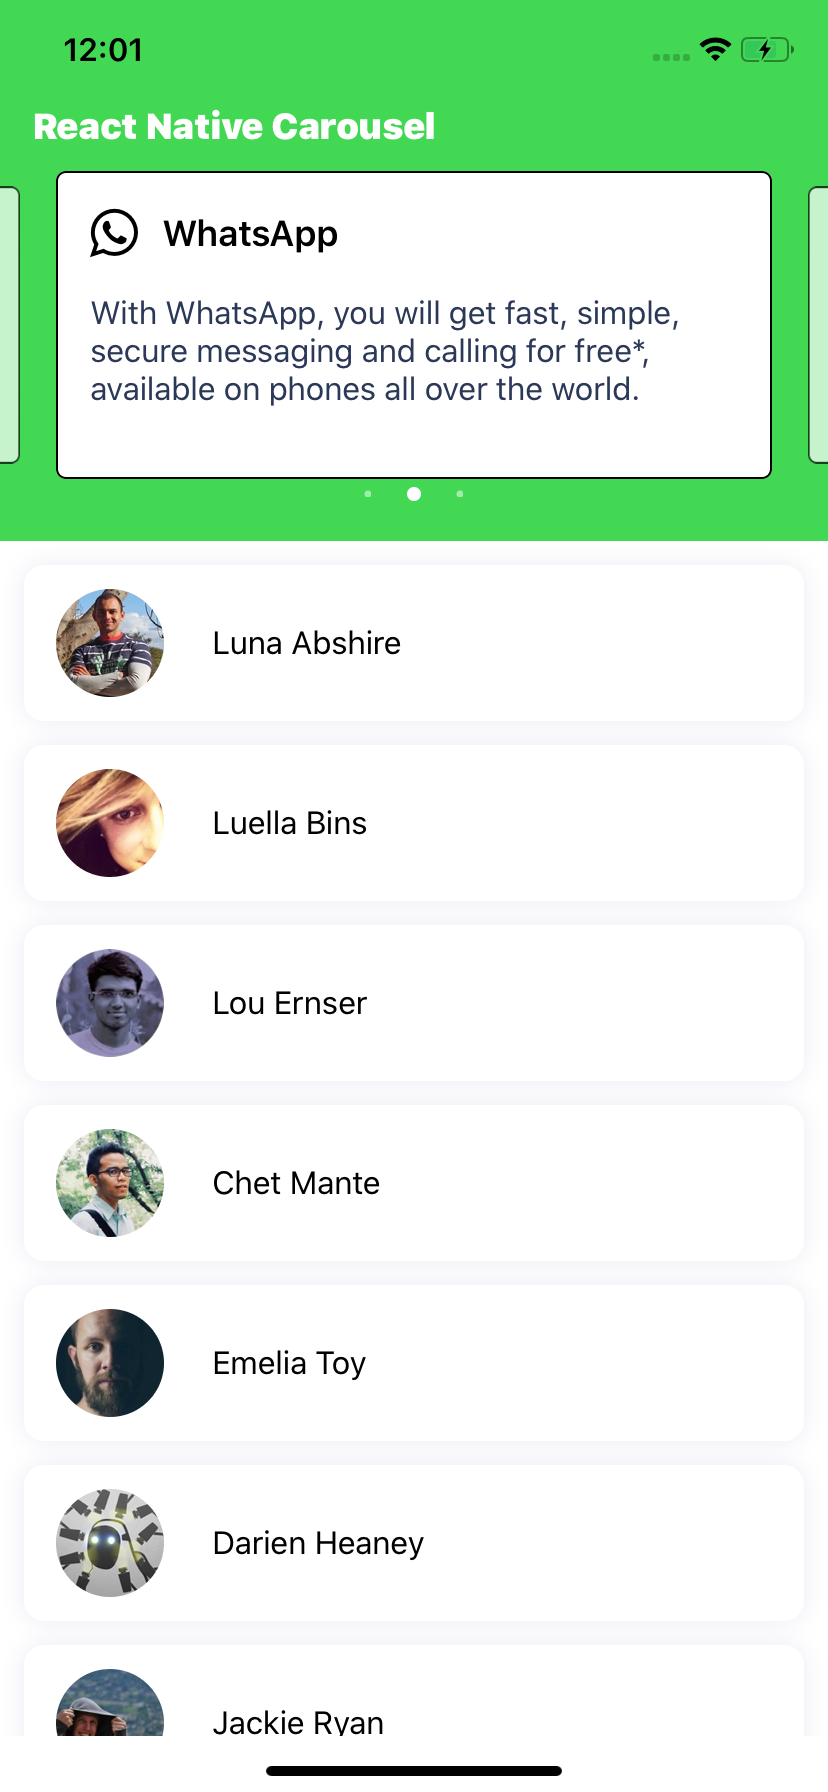 12:01
React Native Carousel
WhatsApp
With WhatsApp, you will get fast, simple,
secure messaging and calling for free*,
available on phones all over the world.
Luna Abshire
Luella Bins
Lou Ernser
Chet Mante
Emelia Toy
Darien Heaney
Jackie Ryan